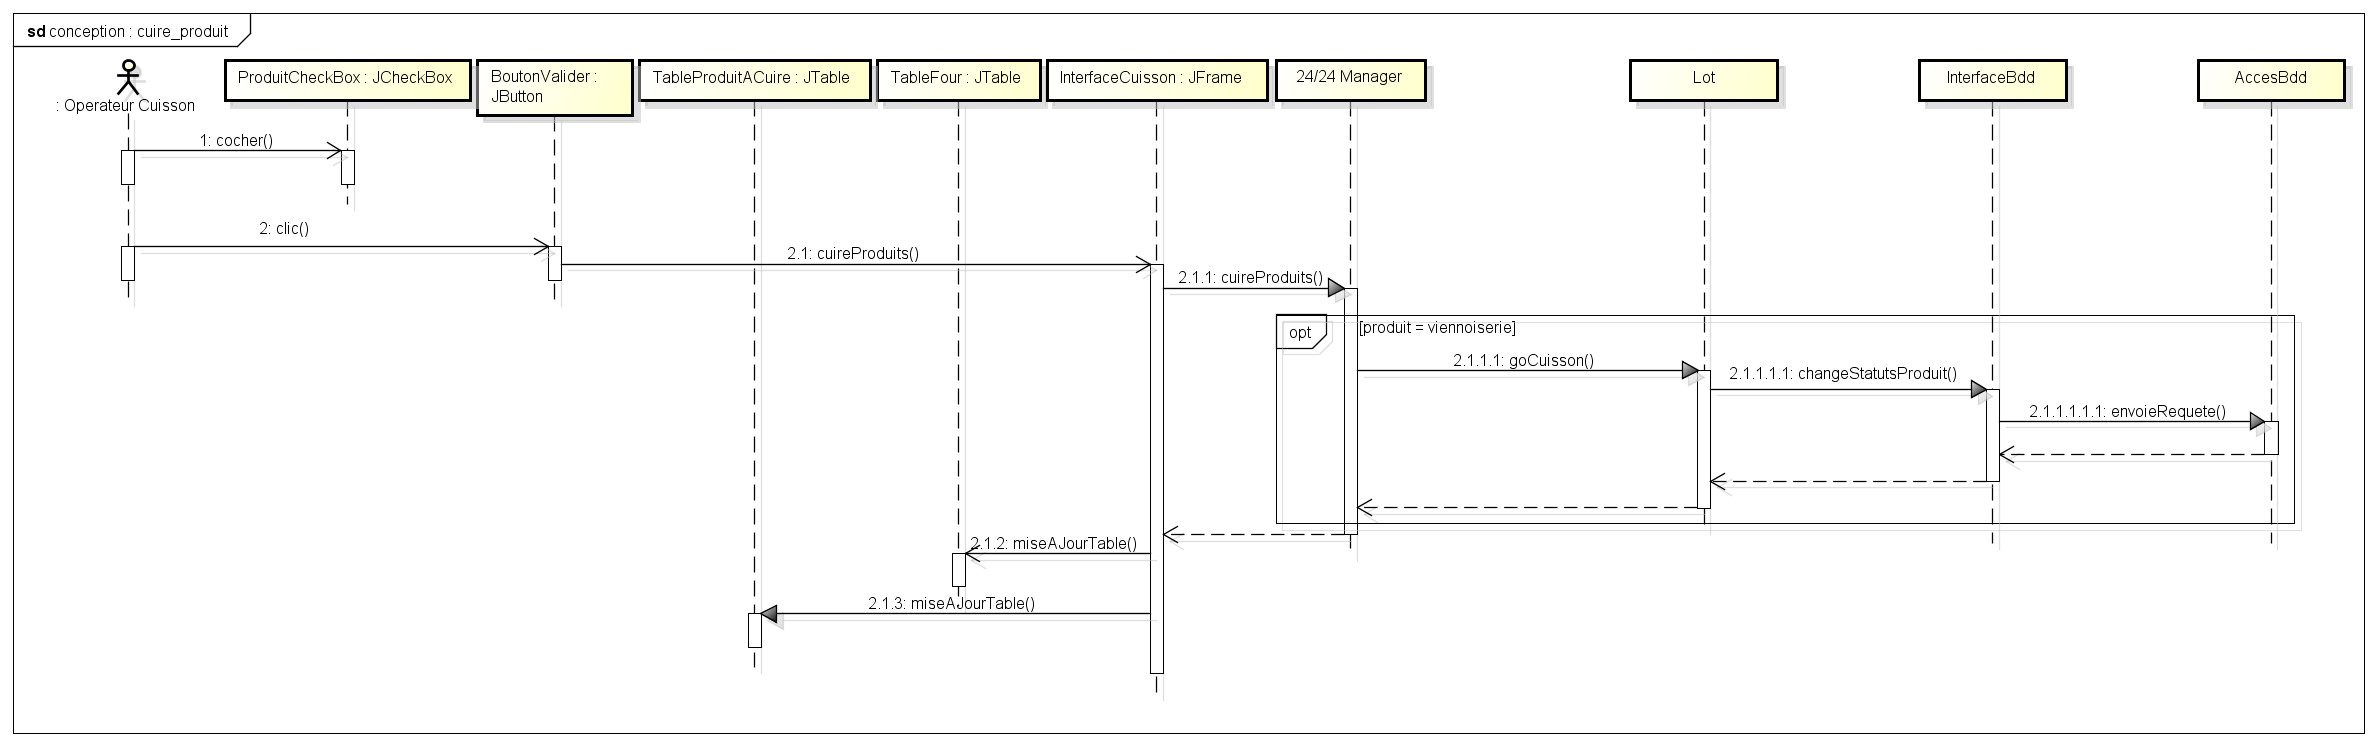 sd conception : cuire_produit
: Operateur Cuisson
ProduitCheckBox : JCheckBox
BoutonValider :
JButton
TableProduitACuire : JTable
TableFour : JTable
InterfaceCuisson : JFrame
24/24 Manager
Lot
InterfaceBdd
AccesBdd
1: cocher()
2: clic()
2.1: cuireProduits()
2.1.1: cuireProduits()
opt
[produit = viennoiserie]
2.1.1.1: goCuisson()
2.1.1.1.1: changeStatutsProduit()
2.1.1.1.1.1: envoieRequete()
2.1.2: miseAJourTable()
2.1.3: miseAJourTable()